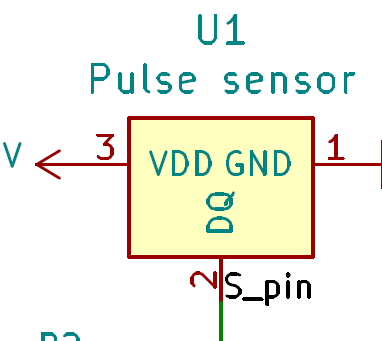 U1
Pulse sensor
V
3
VDD GND
1
DQ
2
S_pin